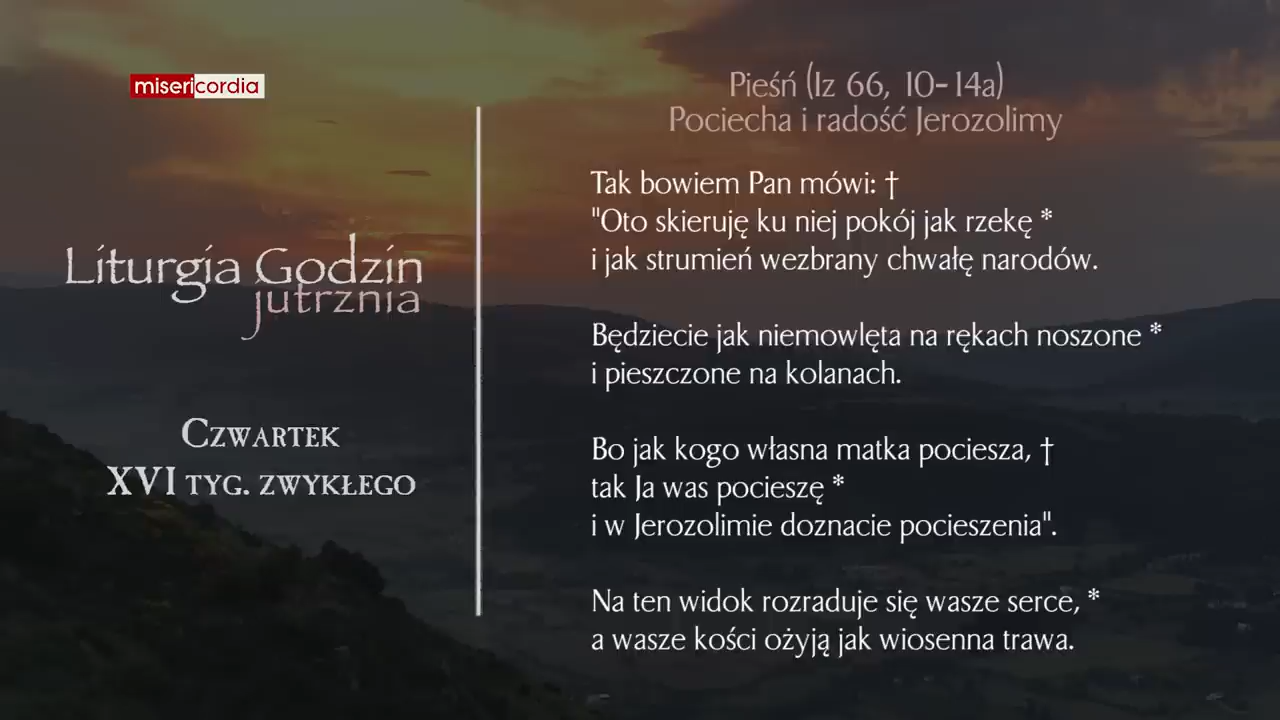 misericordia
Liturgia Godzin
jutrznia
Czwartek
XVI tyg. zwykłego
Pieśń (Iz 66, 10-14a)
Pociecha i radość Jerozolimy
Tak bowiem Pan mówi: †
"Oto skieruję ku niej pokój jak rzekę *
i jak strumień wezbrany chwałę narodów.
Będziecie jak niemowlęta na rękach noszone *
i pieszczone na kolanach.
Bo jak kogo własna matka pociesza, †
tak Ja was pocieszę *
i w Jerozolimie doznacie pocieszenia".
Na ten widok rozraduje się wasze serce, *
a wasze kości ożyją jak wiosenna trawa.